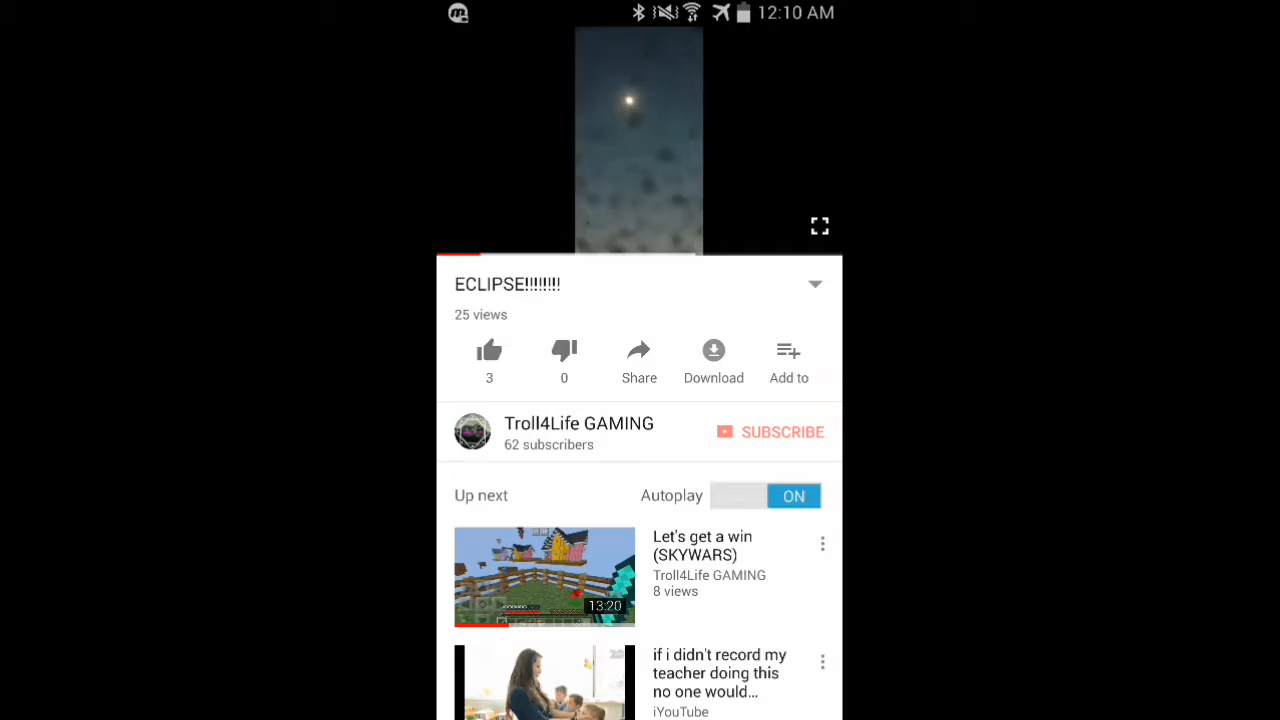 12:10 AM
ECLIPSE!!!!!!!!
25 views
3
0
Share
Download
Add to
Troll4Life GAMING
62 subscribers
SUBSCRIBE
Up next
Autoplay
ON
Let's get a win
(SKYWARS)
Troll4Life GAMING
8 views
13:20
if i didn't record my
teacher doing this
no one would...
iYouTube